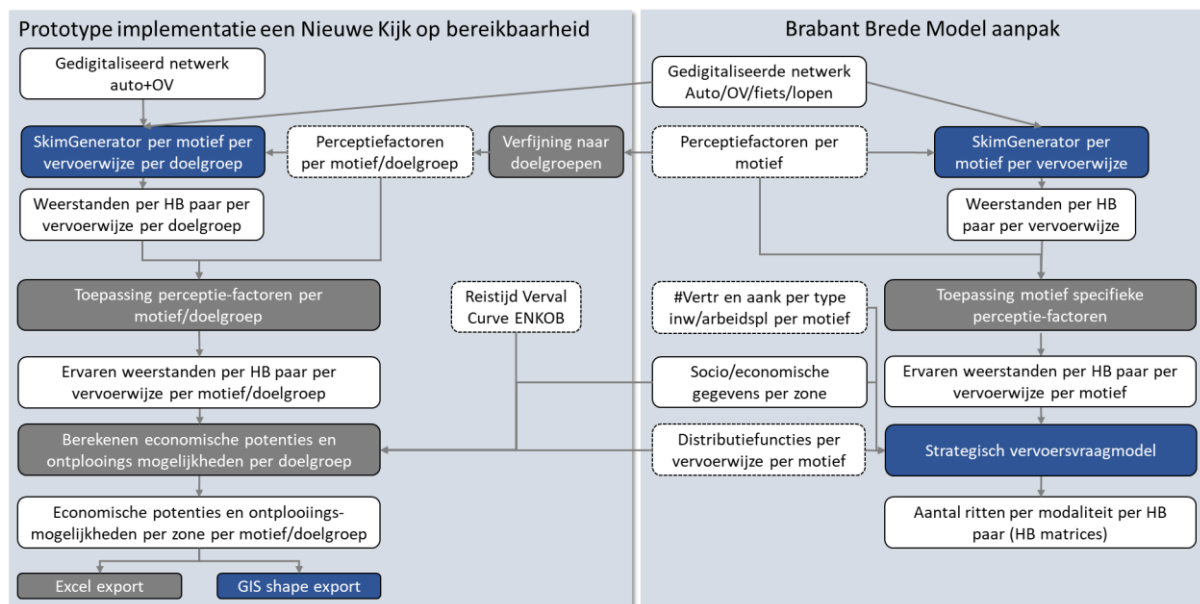 Prototype implementatie een Nieuwe Kijk op bereikbaarheid
Gedigitaliseerd netwerk
auto+OV
SkimGenerator per motief per
vervoerwijze per doelgroep
Perceptiefactoren
per motief/doelgroep
Verfijning naar
doelgroepen
Weerstanden per HB paar per
vervoerwijze per doelgroep
Toepassing perceptie-factoren per
motief/doelgroep
Reistijd Verval
Curve ENKOB
Ervaren weerstanden per HB paar per
vervoerwijze per motief/doelgroep
Berekenen economische potenties en
ontplooings mogelijkheden per doelgroep
Economische potenties en ontplooiings-
mogelijkheden per zone per motief/doelgroep
Excel export
GIS shape export
Brabant Brede Model aanpak
Gedigitaliseerde netwerk
Auto/OV/fiets/lopen
Perceptiefactoren per
motief
SkimGenerator per
motief per vervoerwijze
Weerstanden per HB
paar per vervoerwijze
#Vertr en aank per type
inw/arbeidspl per motief
Toepassing motief specifieke
perceptie-factoren
Socio/economische
gegevens per zone
Ervaren weerstanden per HB paar per
vervoerwijze per motief
Distributiefuncties per
vervoerwijze per motief
Strategisch vervoersvraagmodel
Aantal ritten per modaliteit per HB
paar (HB matrices)